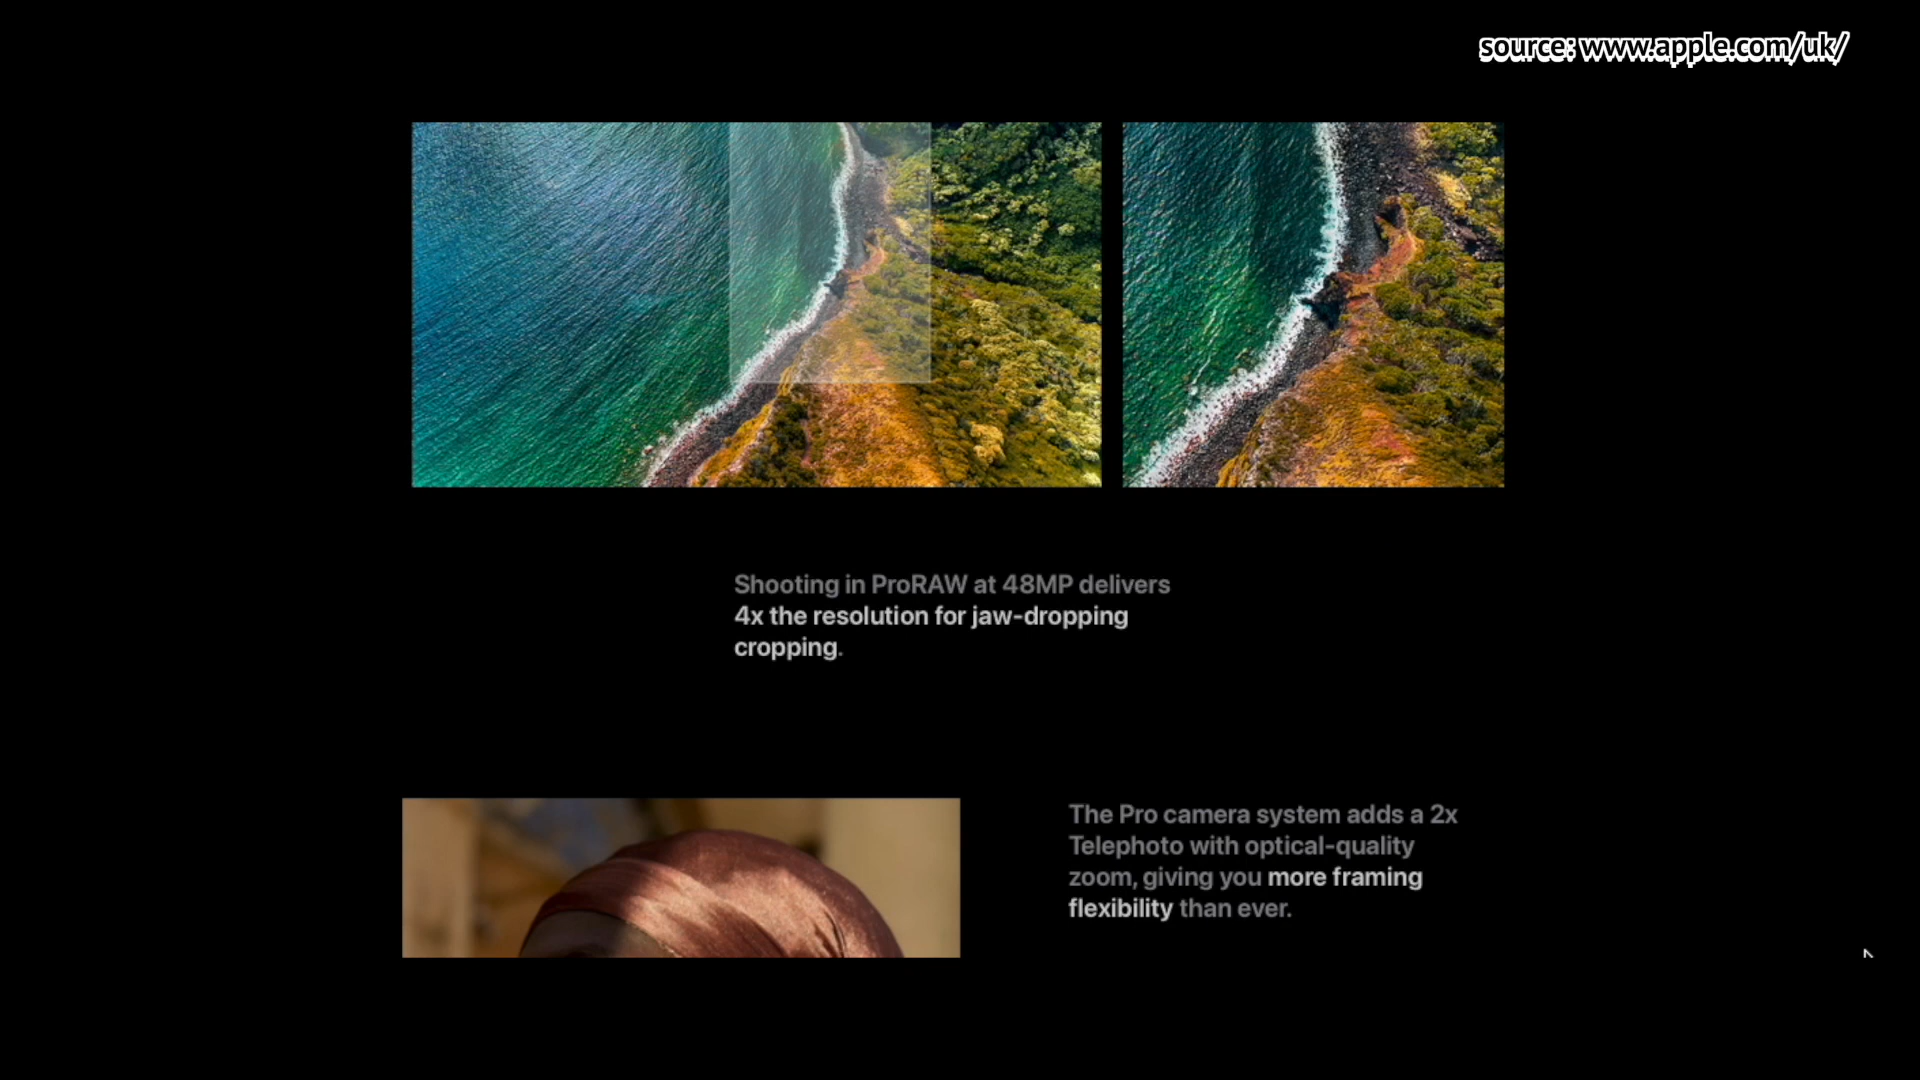 source: www.apple.com/uk/
Shooting in ProRAW at 48MP delivers
4x the resolution for jaw-dropping
cropping.
The Pro camera system adds a 2x
Telephoto with optical-quality
zoom, giving you more framing
flexibility than ever.